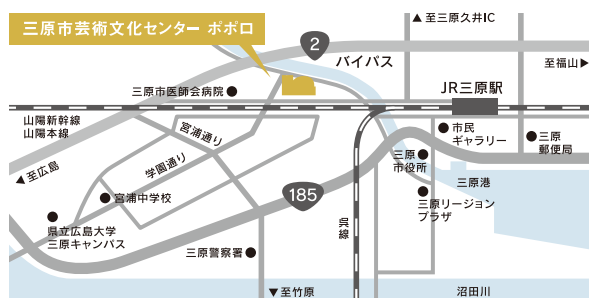 三原市芸術文化センター ポポロ
2
バイパス
▲至三原久井IC
至福山▶
三原市医師会病院
JR三原駅
山陽新幹線
山陽本線
宮浦通り
学園通り
市民
ギャラリー
三原
郵便局
三原
市役所
◀至広島
宮浦中学校
185
三原港
三原リージョン
プラザ
県立広島大学
三原キャンパス
呉線
三原警察署
▼至竹原
沼田川